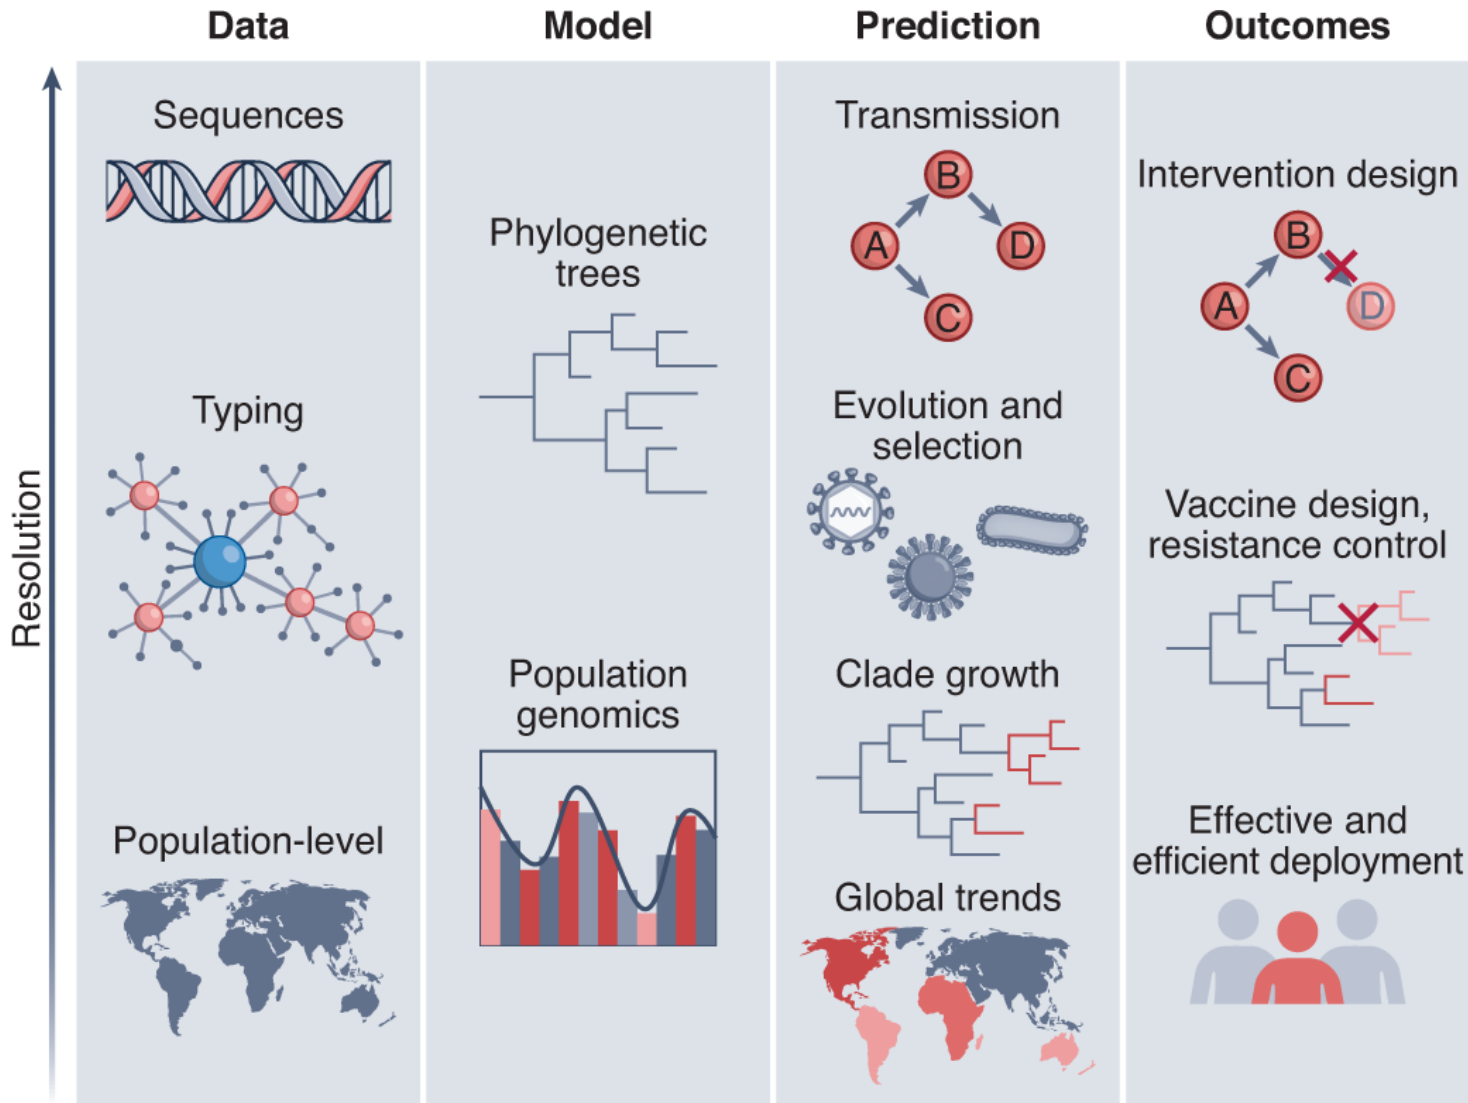 Data
Model
Prediction
Outcomes
Resolution
Sequences
Typing
Population-level
Phylogenetic
trees
Population
genomics
Transmission
B
A
D
C
Evolution and
selection
Clade growth
Global trends
Intervention design
B
A
D
C
Vaccine design,
resistance control
Effective and
efficient deployment